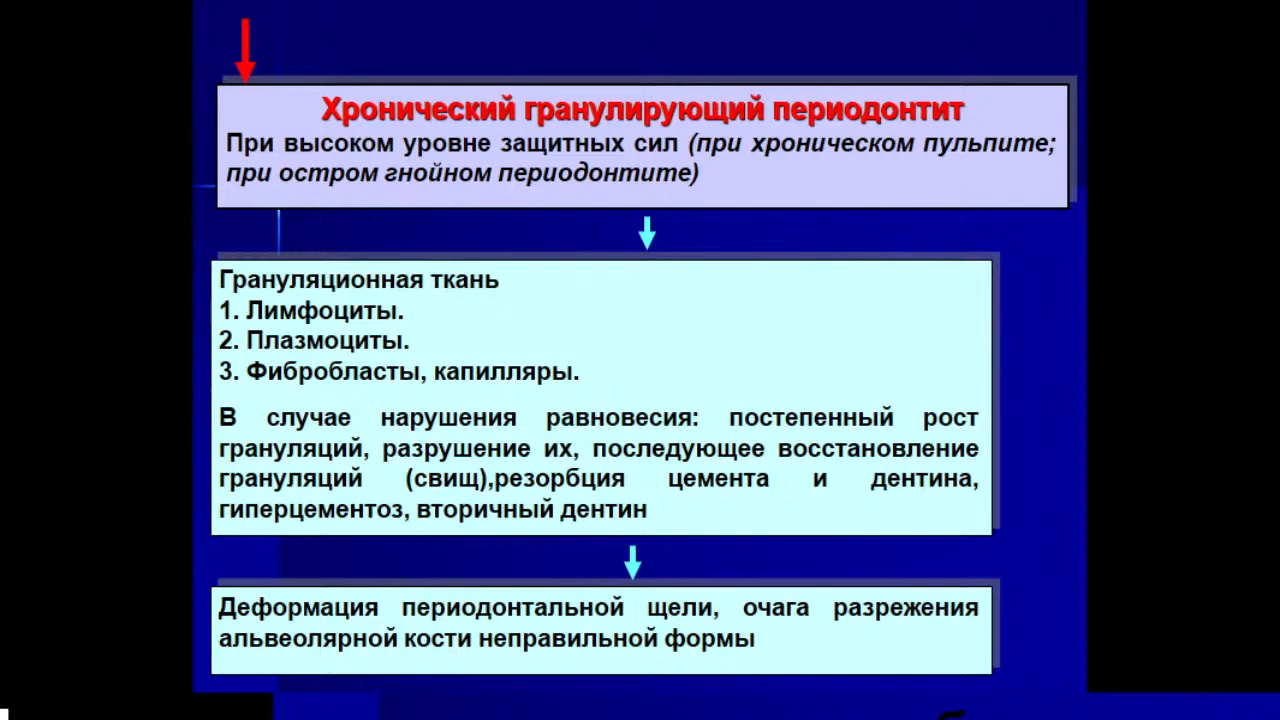 Хронический гранулирующий периодонтит
При высоком уровне защитных сил (при хроническом пульпите;
при остром гнойном периодонтите)
Грануляционная ткань
1. Лимфоциты.
2. Плазмоциты.
3. Фибробласты, капилляры.
В случае нарушения равновесия: постепенный рост
грануляций, разрушение их, последующее восстановление
грануляций (свищ),резорбция цемента и дентина,
гиперцементоз, вторичный дентин
Деформация периодонтальной щели, очага разрежения
альвеолярной кости неправильной формы